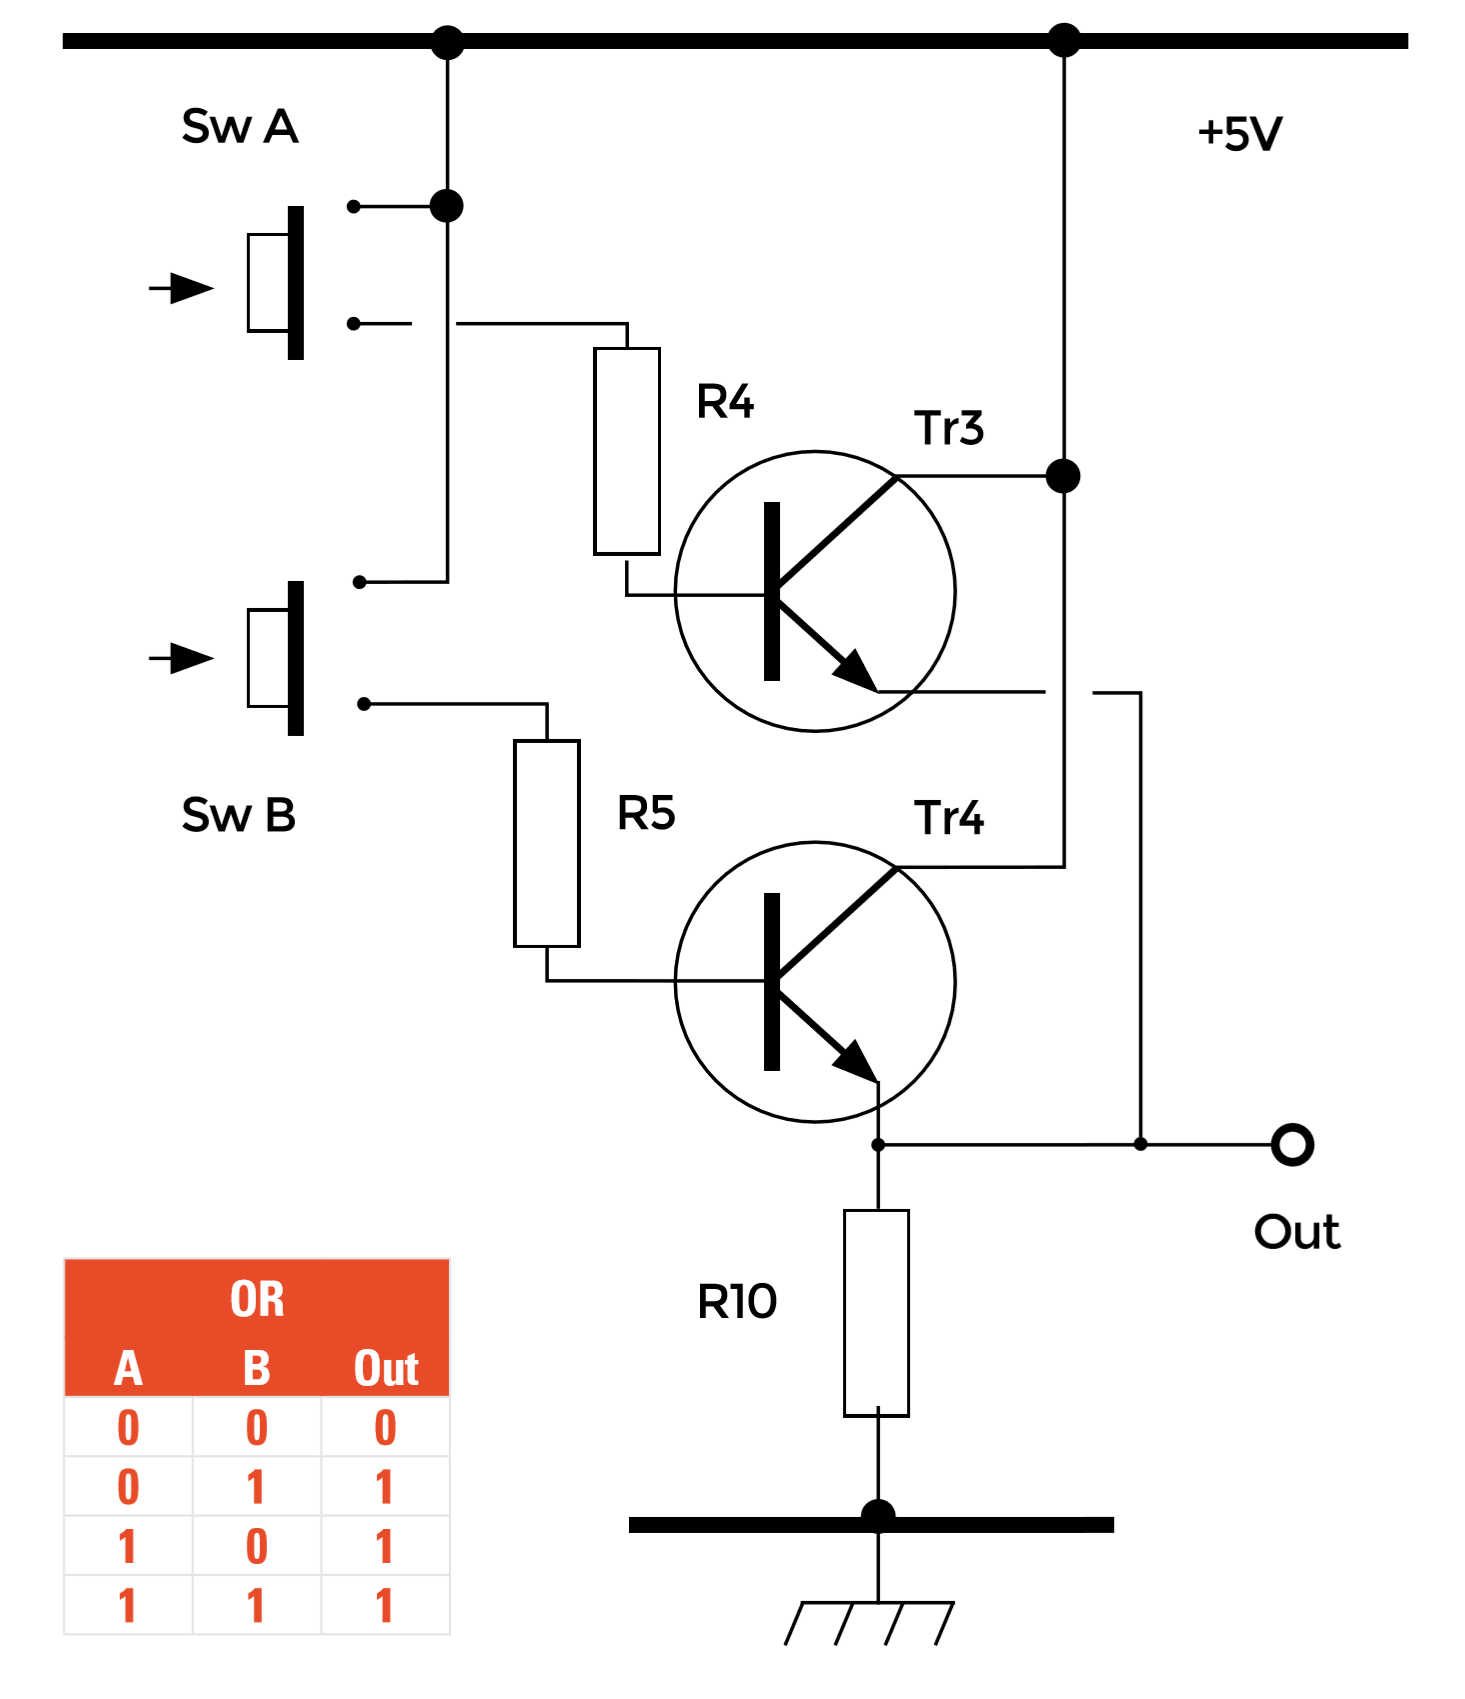 Sw A
+5V
R4
Tr3
Sw B
R5
Tr4
Out
R10
OR
A B Out
0 0 0
0 1 1
1 0 1
1 1 1